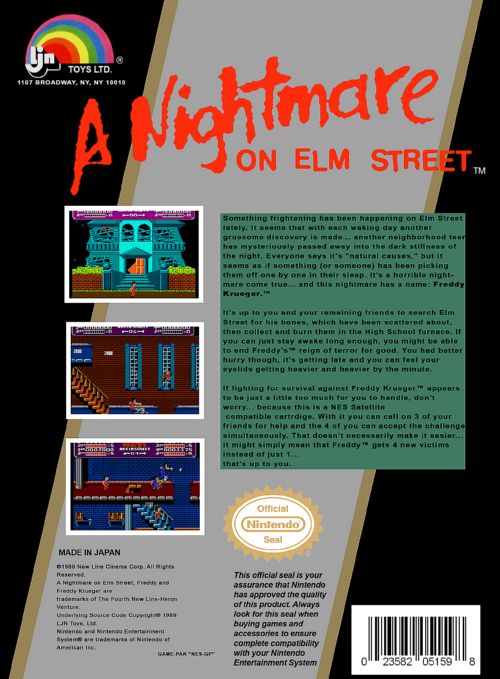 ljn
TOYS LTD.®
1107 BROADWAY, NY, NY 10010
A Nightmare
ON ELM STREET™
Something frightening has been happening on Elm Street
lately. It seems that with each waking day another
gruesome discovery is made... another neighborhood teen
has mysteriously passed away into the dark stillness of
the night. Everyone says it's "natural causes," but it
seems as if something (or someone) has been picking
them off one by one in their sleep. It's a horrible night-
mare come true... and this nightmare has a name: Freddy
Krueger.™
It's up to you and your remaining friends to search Elm
Street for his bones, which have been scattered about,
then collect and burn them in the High School furnace. If
you can just stay awake long enough, you might be able
to end Freddy's™ reign of terror for good. You had better
hurry though, it's getting late and you can feel your
eyelids getting heavier and heavier by the minute.
If fighting for survival against Freddy Krueger™ appears
to be just a little too much for you to handle, don't
worry... because this is a NES Satellite
compatible cartrdige. With it you can call on 3 of your
friends for help and the 4 of you can accept the challenge
simultaneously. That doesn't necessarily make it easier...
it might simply mean that Freddy™ gets 4 new victims
instead of just 1...
that's up to you.
Official
Nintendo
Seal
MADE IN JAPAN
©1989 New Line Cinema Corp. All Rights
Reserved.
A Nightmare on Elm Street, Freddy and
Freddy Krueger are
trademarks of The Fourth New Line-Heron
Venture.
Underlying Source Code Copyright© 1989
LJN Toys, Ltd.
Nintendo and Nintendo Entertainment
System® are trademarks of Nintendo of
American Inc.
GAME-PAK "NES-GP"
This official seal is your
assurance that Nintendo
has approved the quality
of this product. Always
look for this seal when
buying games and
accessories to ensure
complete compatibility
with your Nintendo
Entertainment System
0 23582 05159 8